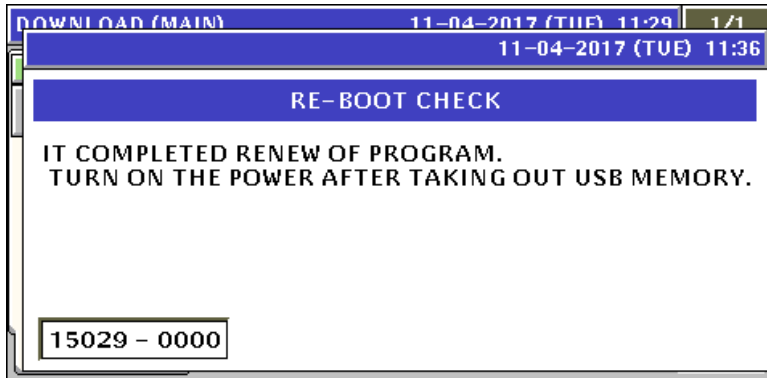 DOWNLOAD (MAIN) 11-04-2017 (TUE) 11:29 1/1
11-04-2017 (TUE) 11:36
RE-BOOT CHECK
IT COMPLETED RENEW OF PROGRAM.
TURN ON THE POWER AFTER TAKING OUT USB MEMORY.
15029 - 0000